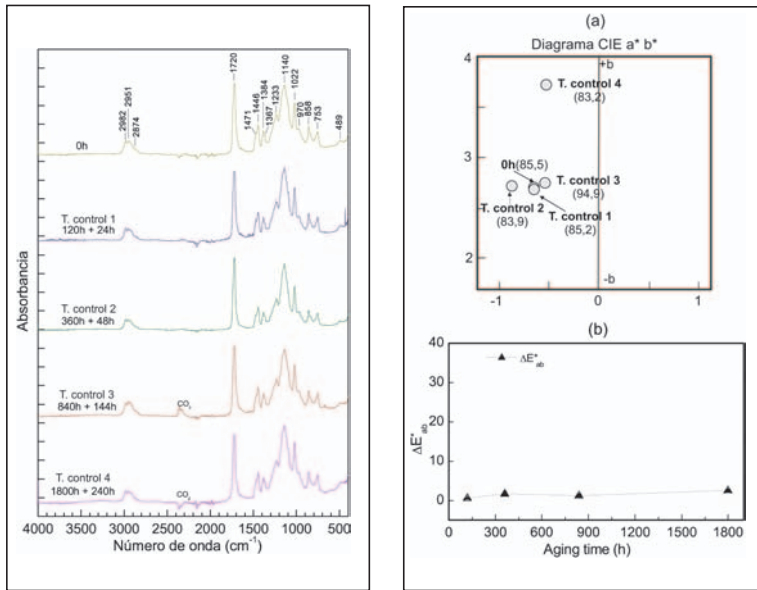 2982
2951
2874
1720
1471
1446
1384
1367
1233
1140
1022
970
858
753
489
0h
T. control 1
120h + 24h
T. control 2
360h + 48h
T. control 3
840h + 144h
CO₂
T. control 4
1800h + 240h
CO₂
Absorbancia
4000 3500 3000 2500 2000 1500 1000 500
Número de onda (cm⁻¹)
(a)
Diagrama CIE a* b*
4
3
2
+b
T. control 4
(83,2)
0h(85,5)
T. control 3
(94,9)
T. control 2
(83,9)
T. control 1
(85,2)
-b
-1 0 1
(b)
ΔE*ab
40
30
20
10
0
ΔE*ab
0 300 600 900 1200 1500 1800
Aging time (h)